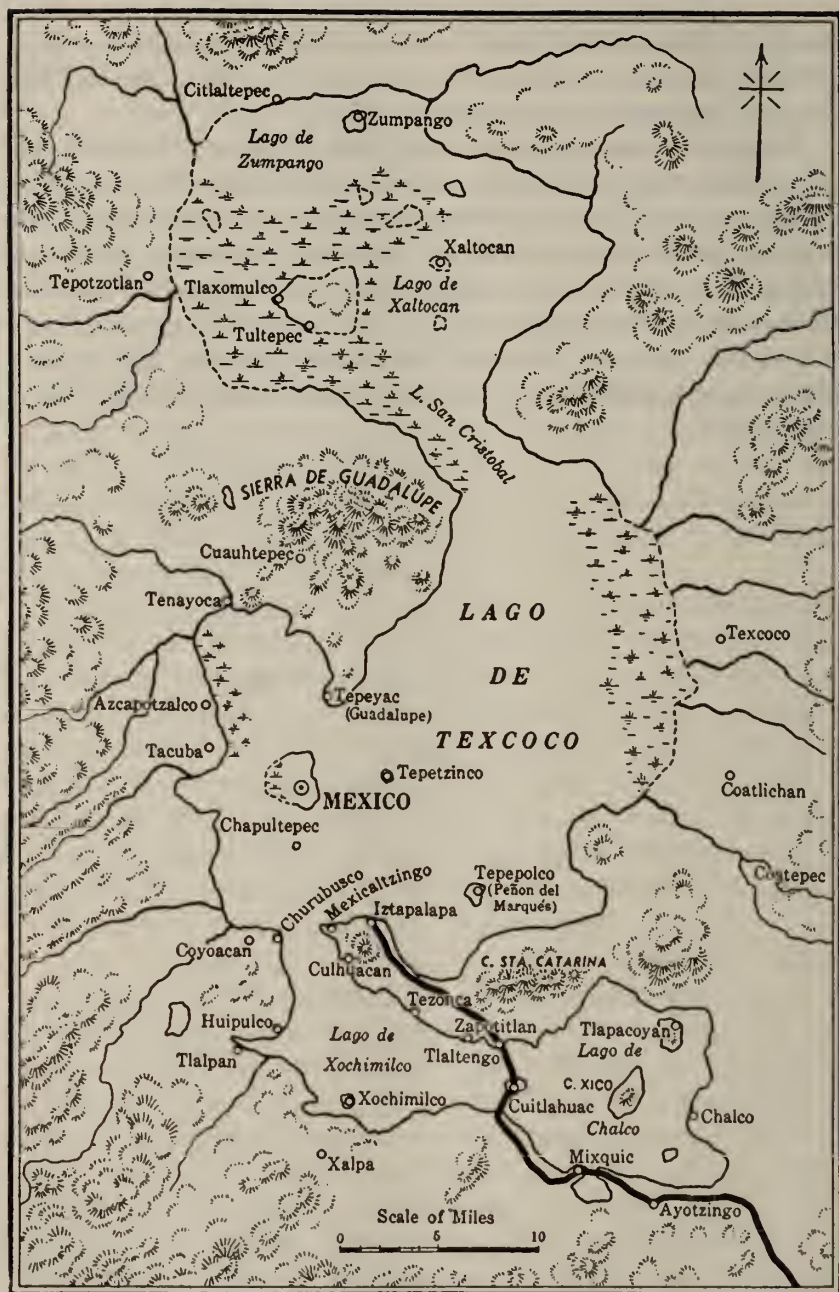 Citlaltepec
Zumpango
Lago de
Zumpango
Xaltocan
Tepotzotlan
Tlaxomulco
Lago de
Xaltocan
Tultepec
L. San Cristobal
SIERRA DE GUADALUPE
Cuauhtepec
Tenayoca
LAGO
DE
TEXCOCO
Texcoco
Azcapotzalco
Tepeyac
(Guadalupe)
Tacuba
Tepetzinco
MEXICO
Coatlichan
Chapultepec
Coatepec
Churubusco
Mexicaltzingo
Iztapalapa
Tepepolco
(Peñon del
Marqués)
Coyoacan
Culhuacan
C. STA. CATARINA
Tezonca
Huipulco
Zapotitlan
Tlapacoyan
Lago de
Xochimilco
Tlaltengo
Lago de
Tlalpan
C. XICO
Xochimilco
Cuitlahuac
Chalco
Chalco
Xalpa
Mixquic
Ayotzingo
Scale of Miles
0 5 10